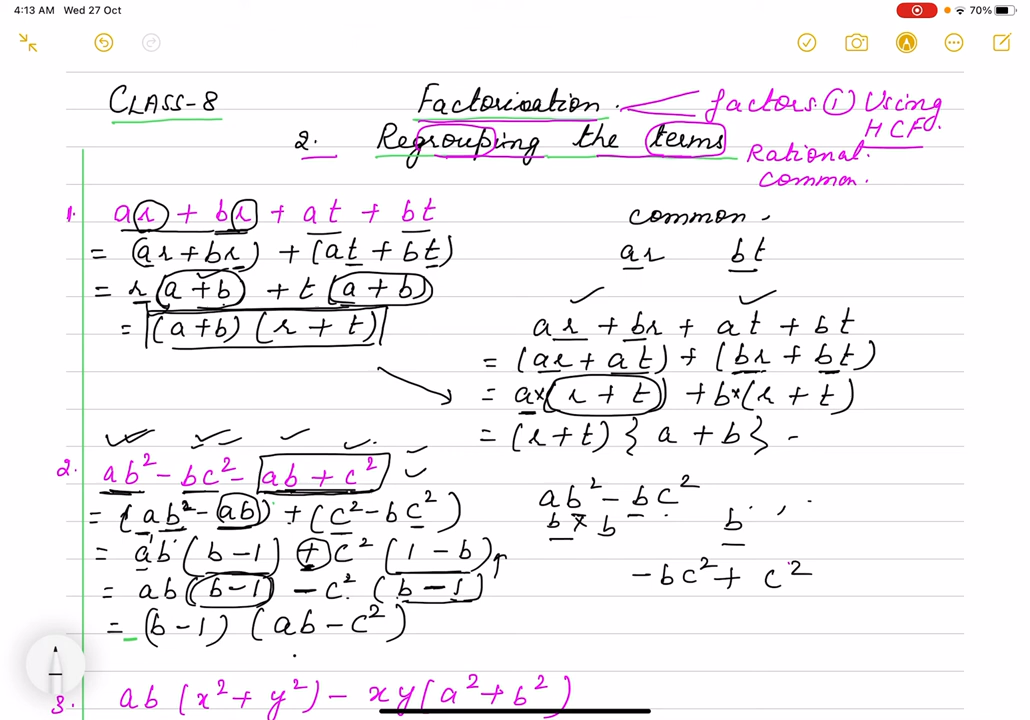 4:13 AM Wed 27 Oct
70%
CLASS-8
Factorisation.
factors. ① Using
HCF.
2. Regrouping the terms
Rational.
common.
1. ar + br + at + bt
= (ar + br) + (at + bt)
= r (a + b) + t (a + b)
= (a + b) (r + t)
common -
ar bt
ar + br + at + bt
= (ar + at) + (br + bt)
= a × (r + t) + b × (r + t)
= (r + t) { a + b } -
2. ab² - bc² - ab + c²
= (ab² - ab) + (c² - bc²)
= ab (b - 1) + c² (1 - b)
= ab (b - 1) - c² (b - 1)
= (b - 1) (ab - c²)
ab² - bc²
b × b b ,
- bc² + c²
3. ab (x² + y²) - xy (a² + b²)